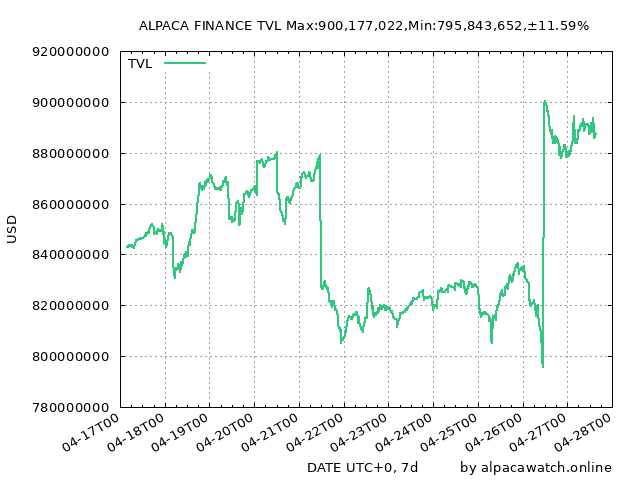 ALPACA FINANCE TVL Max:900,177,022,Min:795,843,652,±11.59%
920000000
TVL
900000000
880000000
860000000
USD
840000000
820000000
800000000
780000000
04-17T00
04-18T00
04-19T00
04-20T00
04-21T00
04-22T00
04-23T00
04-24T00
04-25T00
04-26T00
04-27T00
04-28T00
DATE UTC+0, 7d by alpacawatch.online